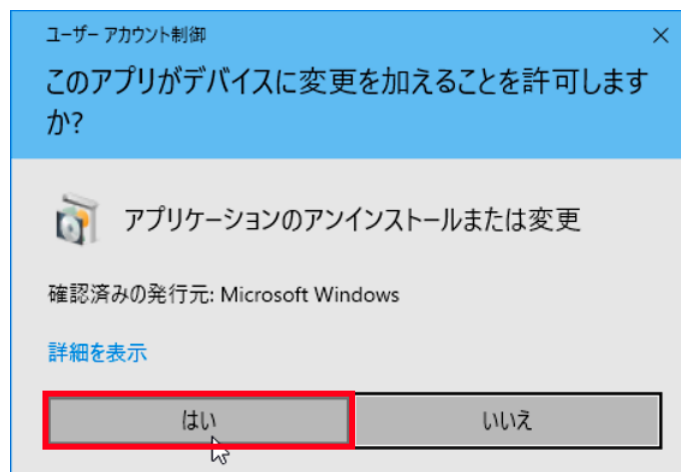 ユーザー アカウント制御
このアプリがデバイスに変更を加えることを許可します
か?
アプリケーションのアンインストールまたは変更
確認済みの発行元: Microsoft Windows
詳細を表示
はい
いいえ